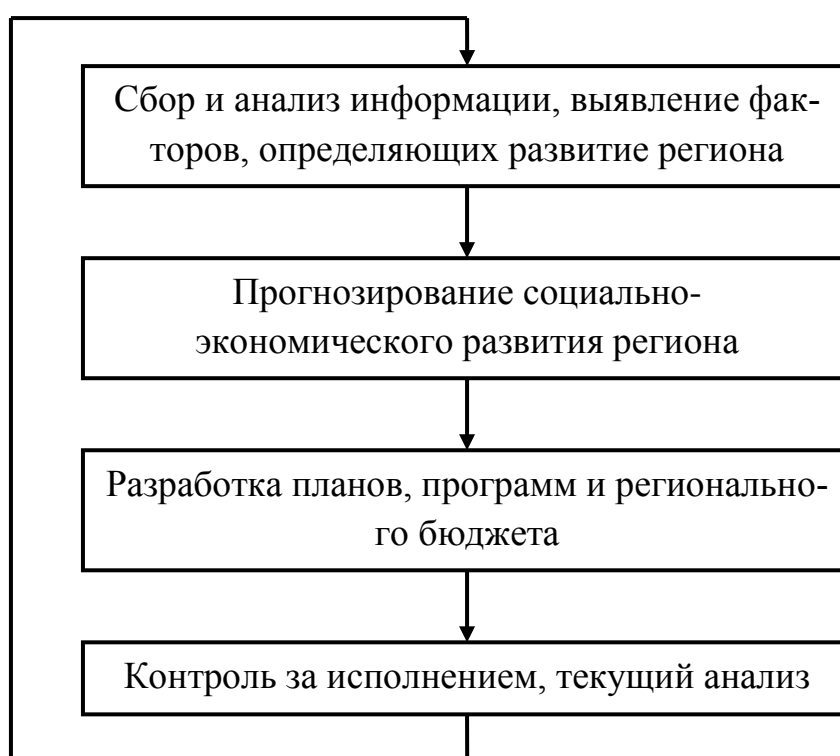 Сбор и анализ информации, выявление фак-
торов, определяющих развитие региона
Прогнозирование социально-
экономического развития региона
Разработка планов, программ и регионально-
го бюджета
Контроль за исполнением, текущий анализ